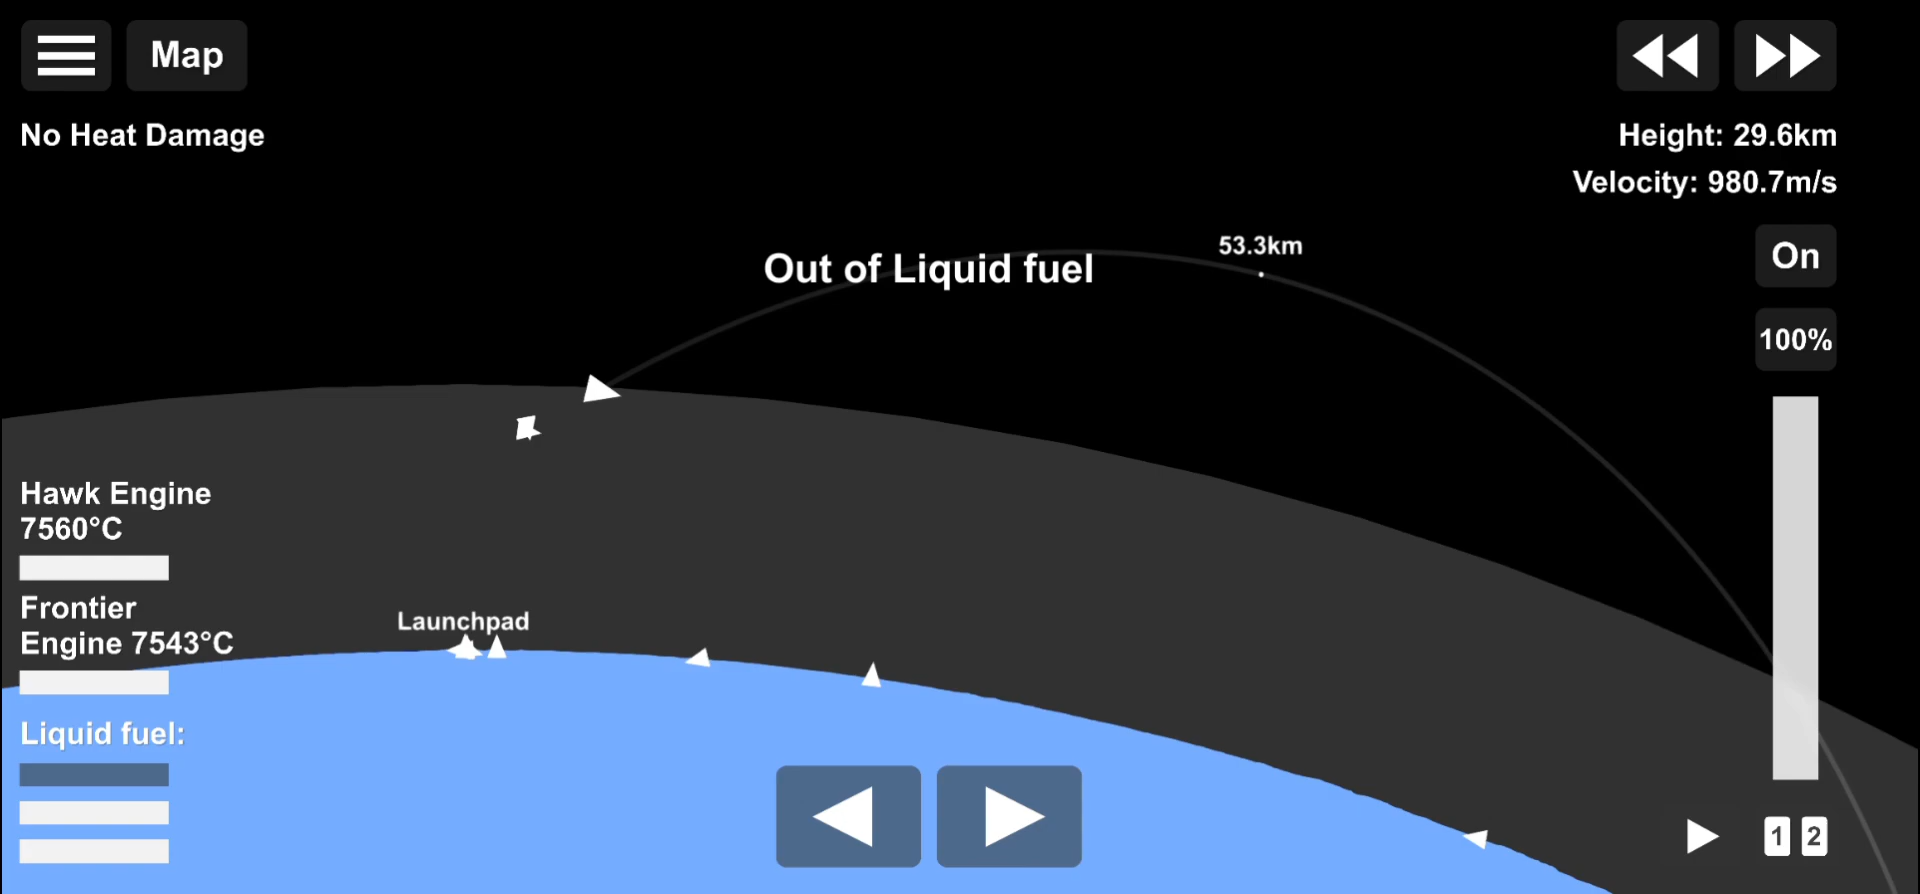 Map
No Heat Damage
Height: 29.6km
Velocity: 980.7m/s
53.3km
Out of Liquid fuel
On
100%
Hawk Engine
7560°C
Frontier
Engine 7543°C
Launchpad
Liquid fuel:
1 2